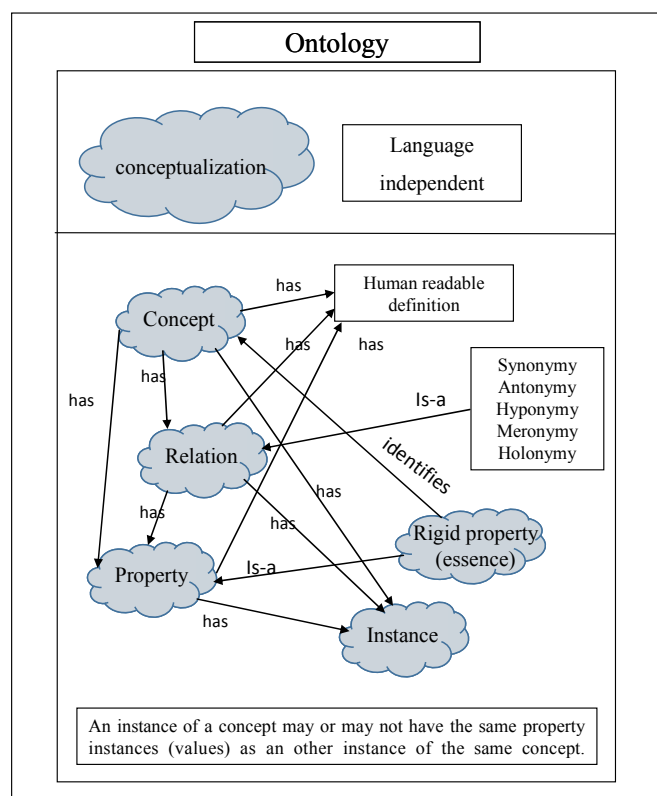 Ontology
conceptualization
Language
independent
has
Human readable
definition
Concept
has
has
has
has
Synonymy
Antonymy
Hyponymy
Meronymy
Holonymy
Is-a
Relation
identifies
has
has
has
Rigid property
(essence)
Property
Is-a
has
Instance
An instance of a concept may or may not have the same property
instances (values) as an other instance of the same concept.